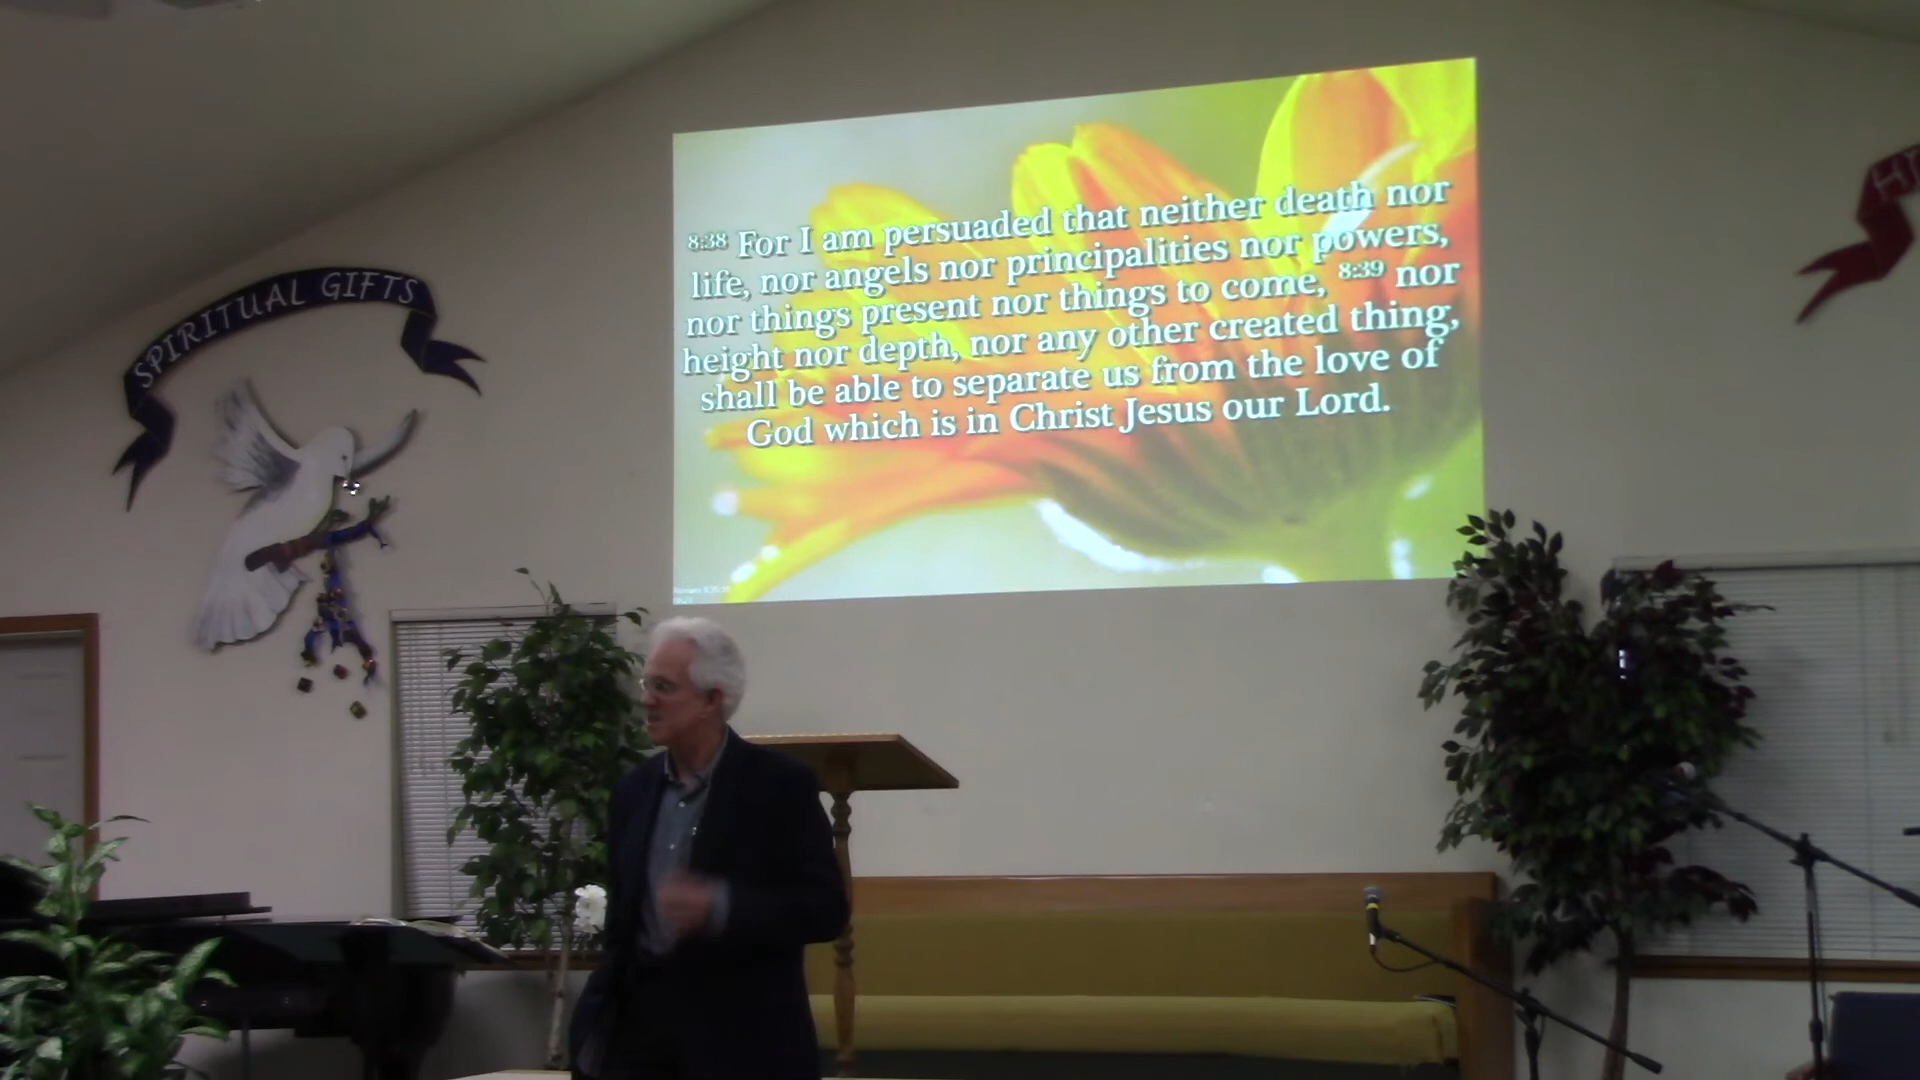 SPIRITUAL GIFTS
8:38 For I am persuaded that neither death nor
life, nor angels nor principalities nor powers,
nor things present nor things to come, 8:39 nor
height nor depth, nor any other created thing,
shall be able to separate us from the love of
God which is in Christ Jesus our Lord.